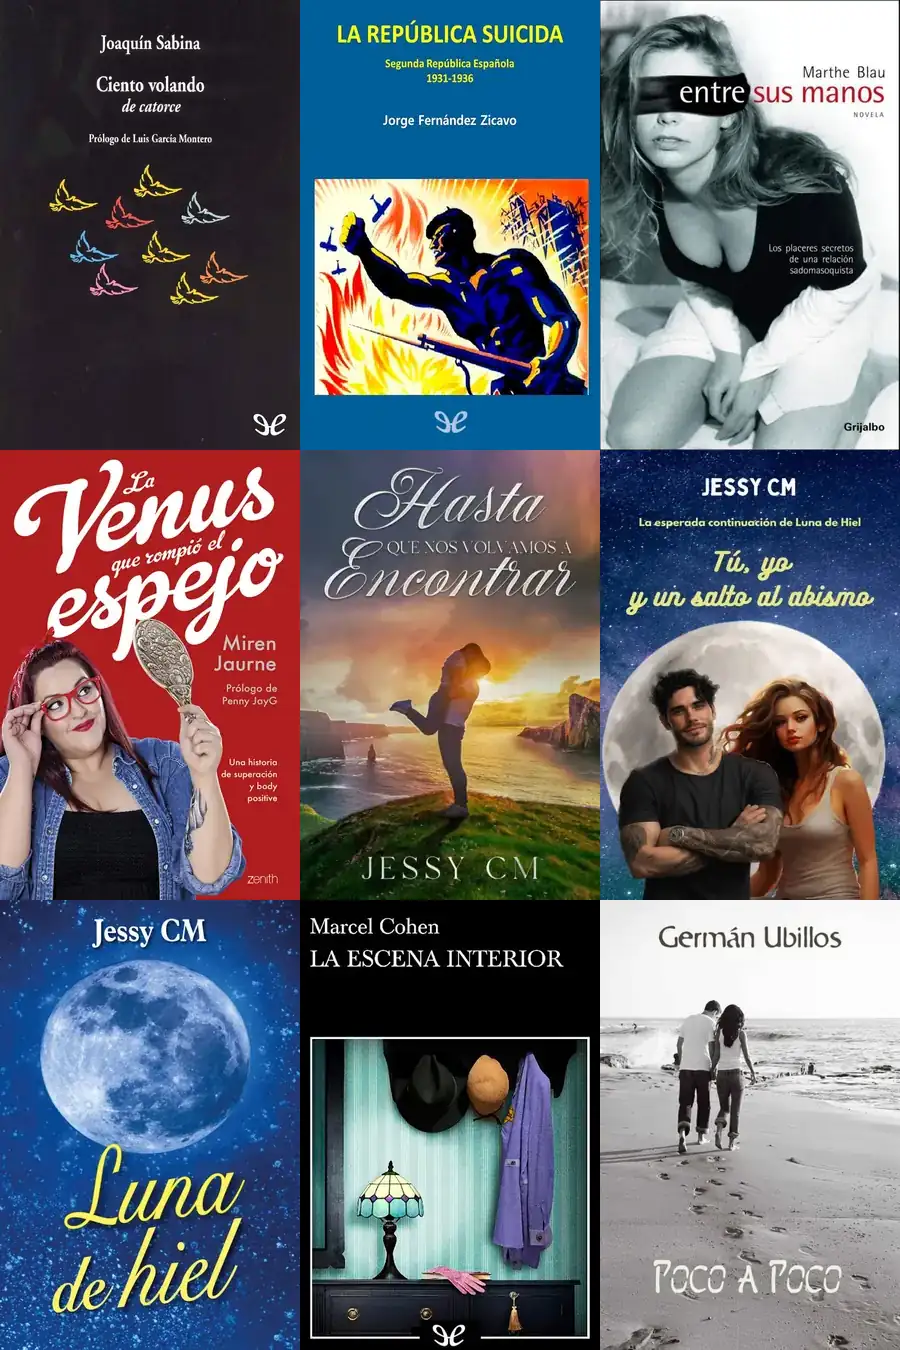 Joaquín Sabina
Ciento volando
de catorce
Prólogo de Luis García Montero
LA REPÚBLICA SUICIDA
Segunda República Española
1931-1936
Jorge Fernández Zicavo
Marthe Blau
entre sus manos
NOVELA
Los placeres secretos
de una relación
sadomasoquista
Grijalbo
La
Venus
que rompió el
espejo
Miren
Jaurne
Prólogo de
Penny JayG
Una historia
de superación
y body
positive
zenith
Hasta
QUE NOS VOLVAMOS A
Encontrar
JESSY CM
JESSY CM
La esperada continuación de Luna de Hiel
Tú, yo
y un salto al abismo
Jessy CM
Luna
de hiel
Marcel Cohen
LA ESCENA INTERIOR
Germán Ubillos
POCO A POCO